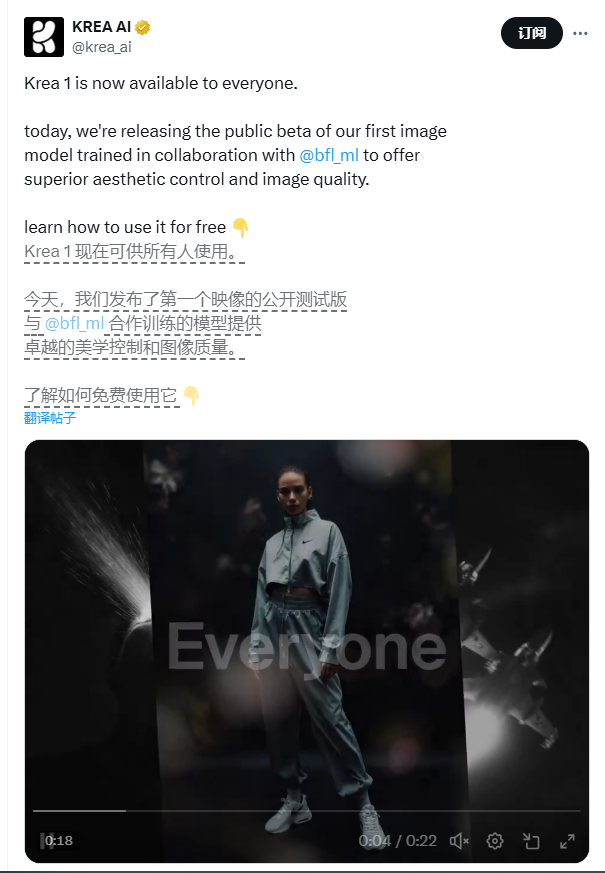 KREA AI
@krea_ai
订阅
Krea 1 is now available to everyone.
today, we're releasing the public beta of our first image
model trained in collaboration with @bfl_ml to offer
superior aesthetic control and image quality.
learn how to use it for free 👇
Krea 1 现在可供所有人使用。
今天，我们发布了第一个映像的公开测试版
与 @bfl_ml 合作训练的模型提供
卓越的美学控制和图像质量。
了解如何免费使用它 👇
翻译帖子
Everyone
0:18
0:04 / 0:22